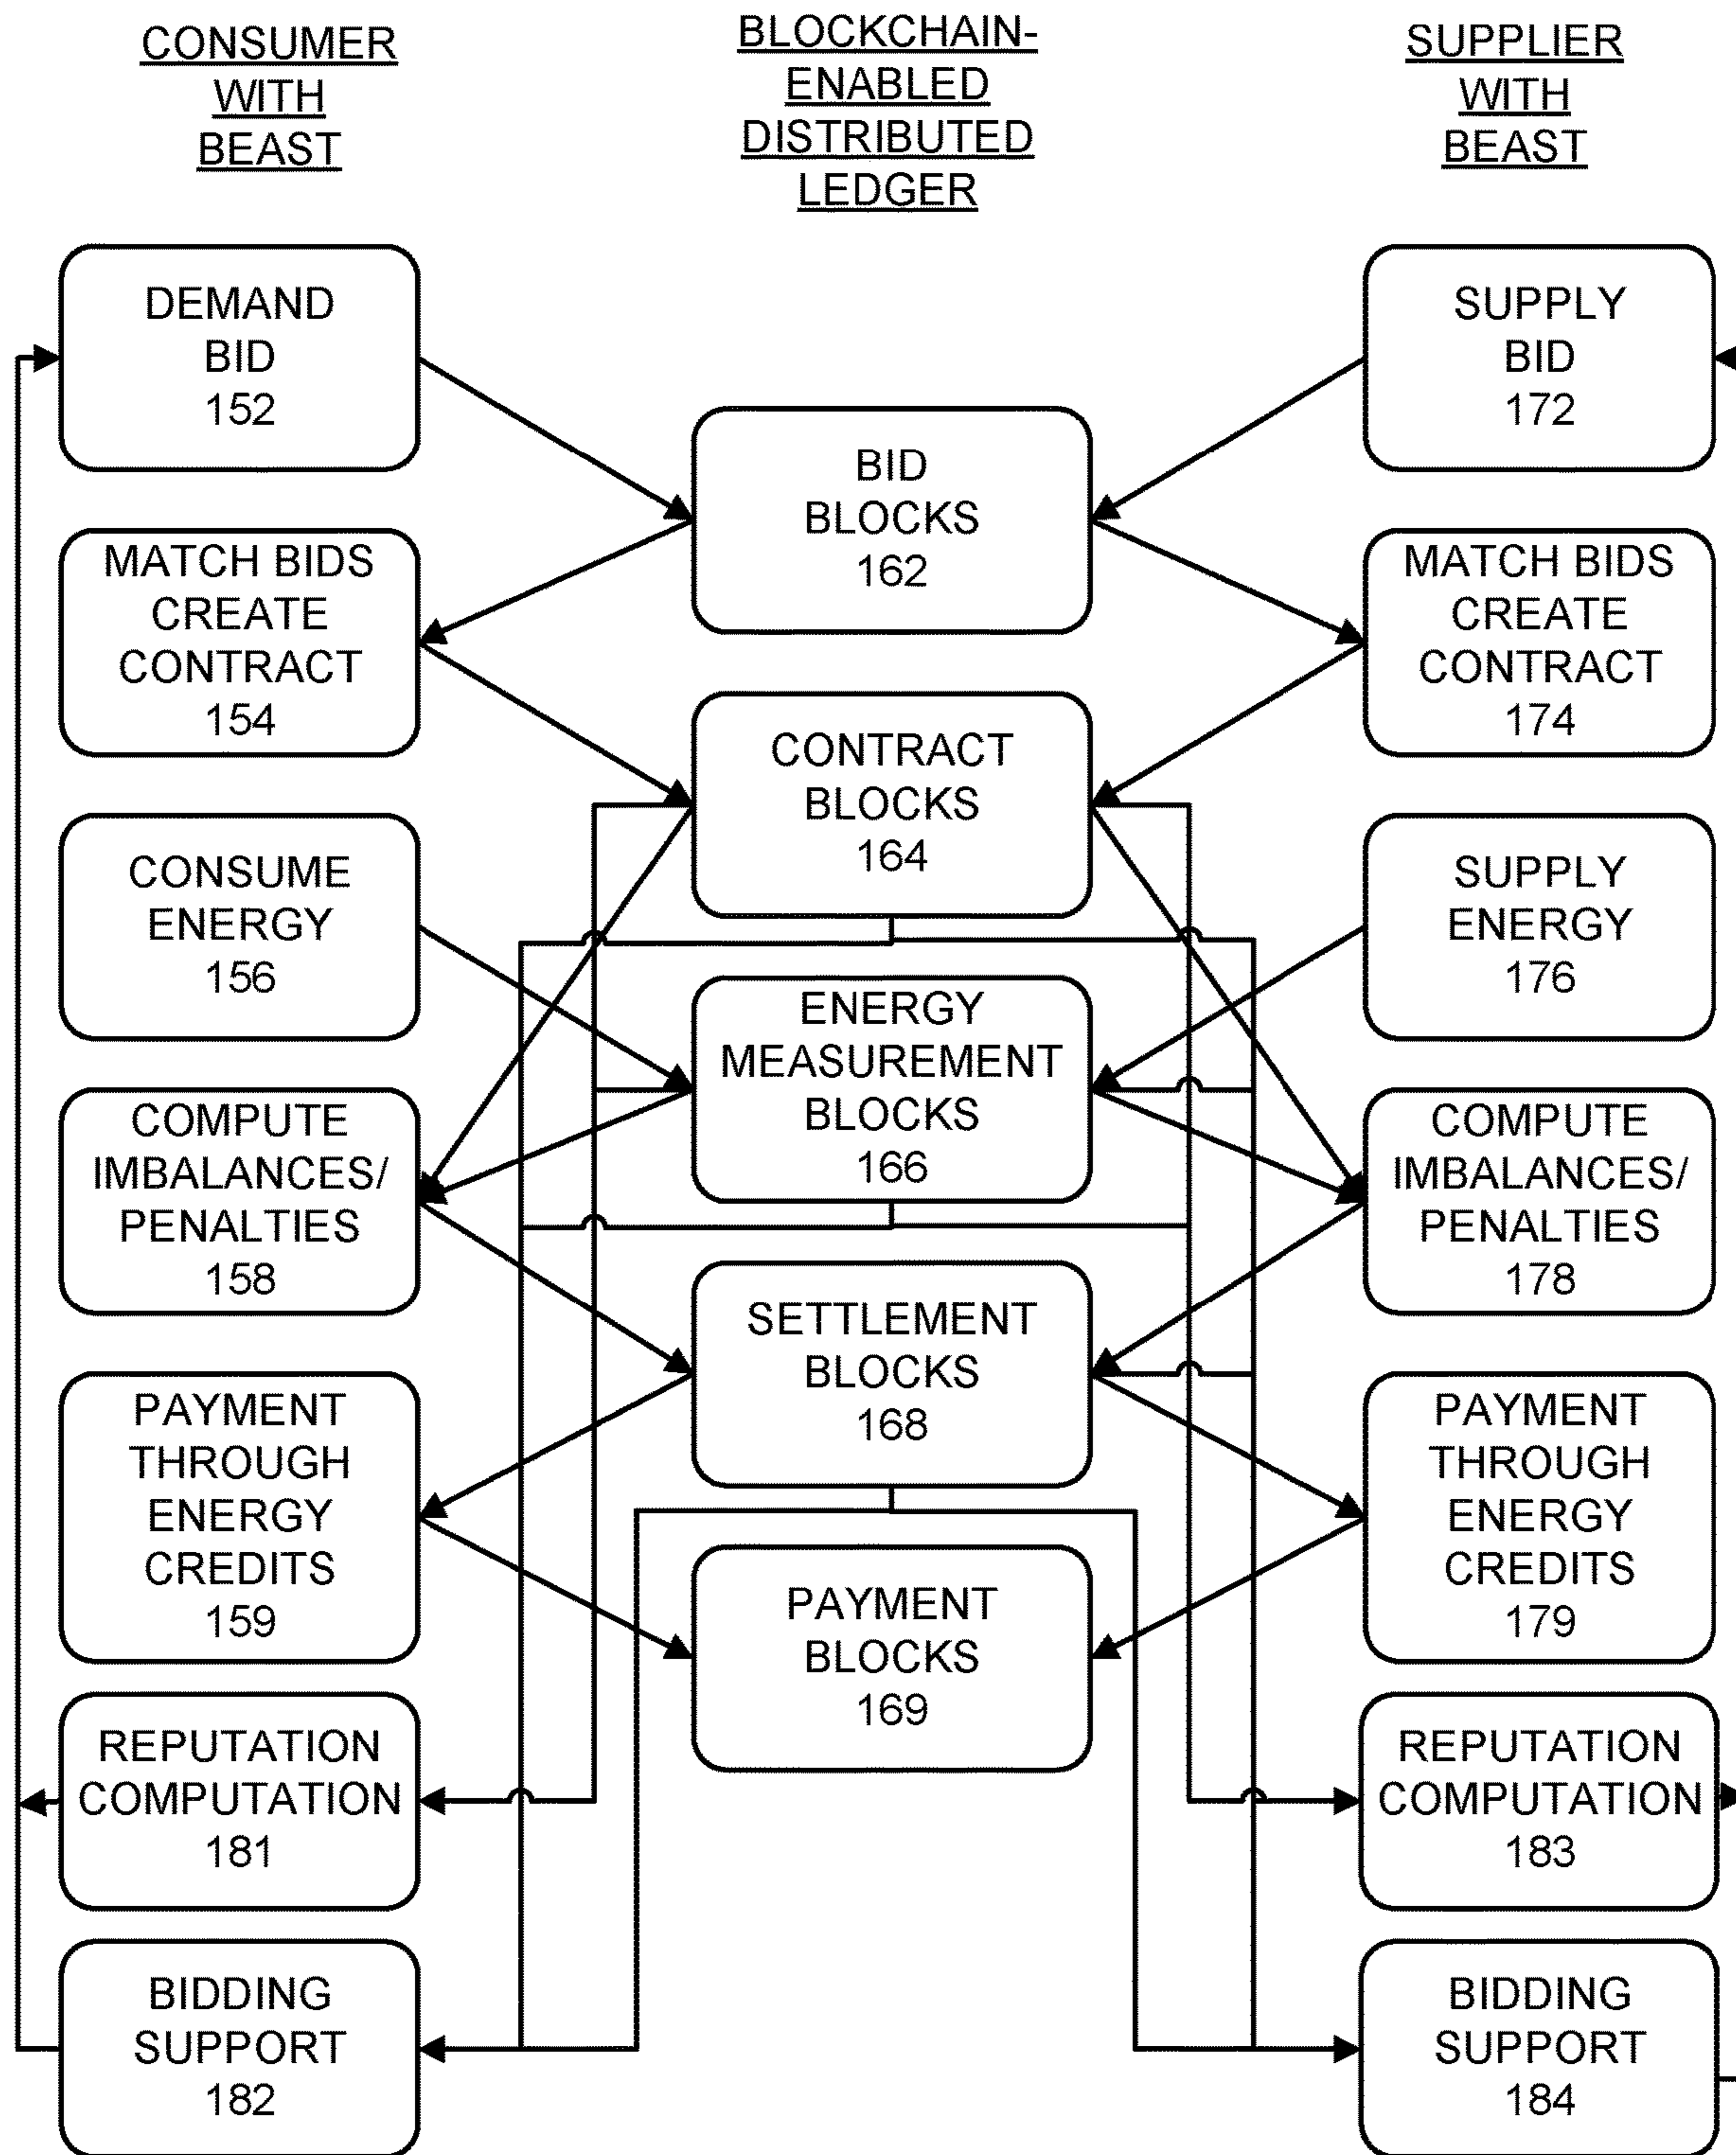 CONSUMER
WITH
BEAST
BLOCKCHAIN-
ENABLED
DISTRIBUTED
LEDGER
SUPPLIER
WITH
BEAST
DEMAND
BID
152
SUPPLY
BID
172
BID
BLOCKS
162
MATCH BIDS
CREATE
CONTRACT
154
MATCH BIDS
CREATE
CONTRACT
174
CONTRACT
BLOCKS
164
CONSUME
ENERGY
156
SUPPLY
ENERGY
176
ENERGY
MEASUREMENT
BLOCKS
166
COMPUTE
IMBALANCES/
PENALTIES
158
COMPUTE
IMBALANCES/
PENALTIES
178
SETTLEMENT
BLOCKS
168
PAYMENT
THROUGH
ENERGY
CREDITS
159
PAYMENT
THROUGH
ENERGY
CREDITS
179
PAYMENT
BLOCKS
169
REPUTATION
COMPUTATION
181
REPUTATION
COMPUTATION
183
BIDDING
SUPPORT
182
BIDDING
SUPPORT
184